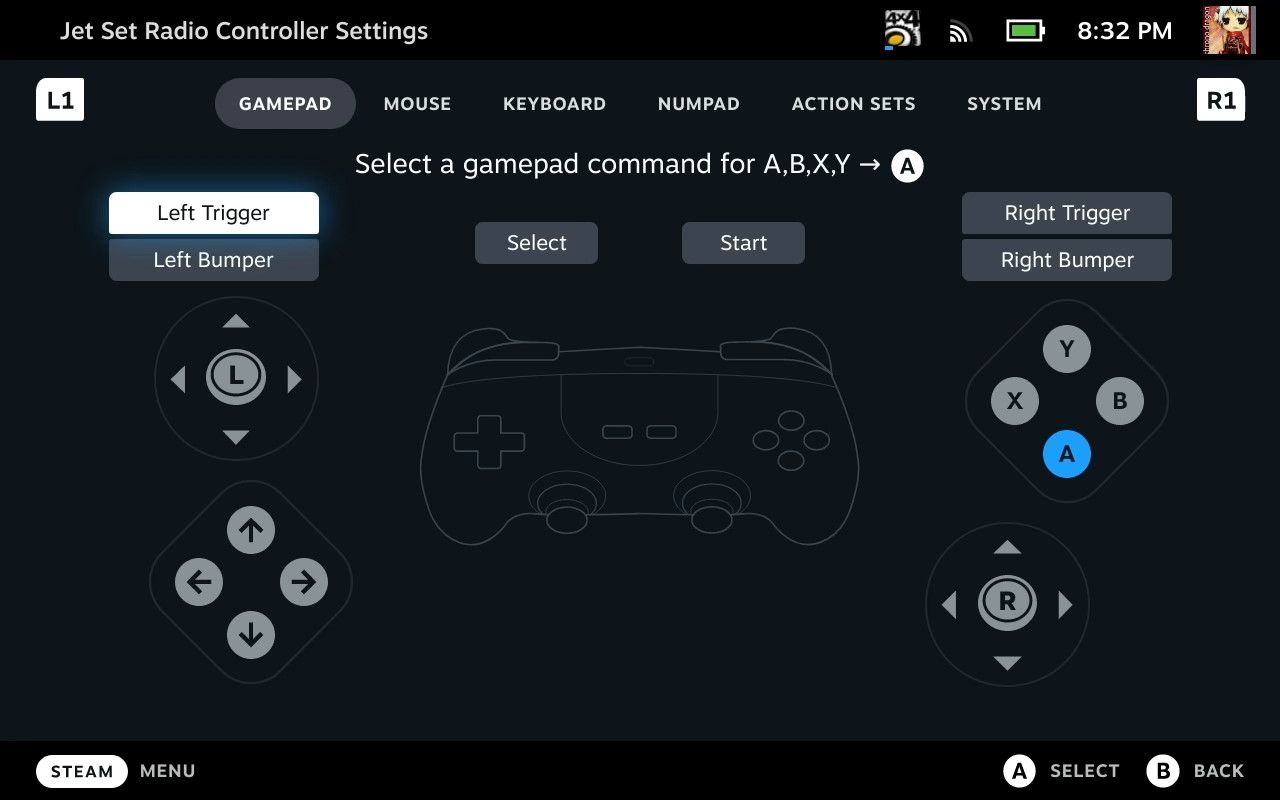 Jet Set Radio Controller Settings
4X4
8:32 PM
L1
GAMEPAD
MOUSE
KEYBOARD
NUMPAD
ACTION SETS
SYSTEM
R1
Select a gamepad command for A,B,X,Y → A
Left Trigger
Left Bumper
Select
Start
Right Trigger
Right Bumper
L
Y
X
B
A
R
STEAM MENU
A SELECT
B BACK